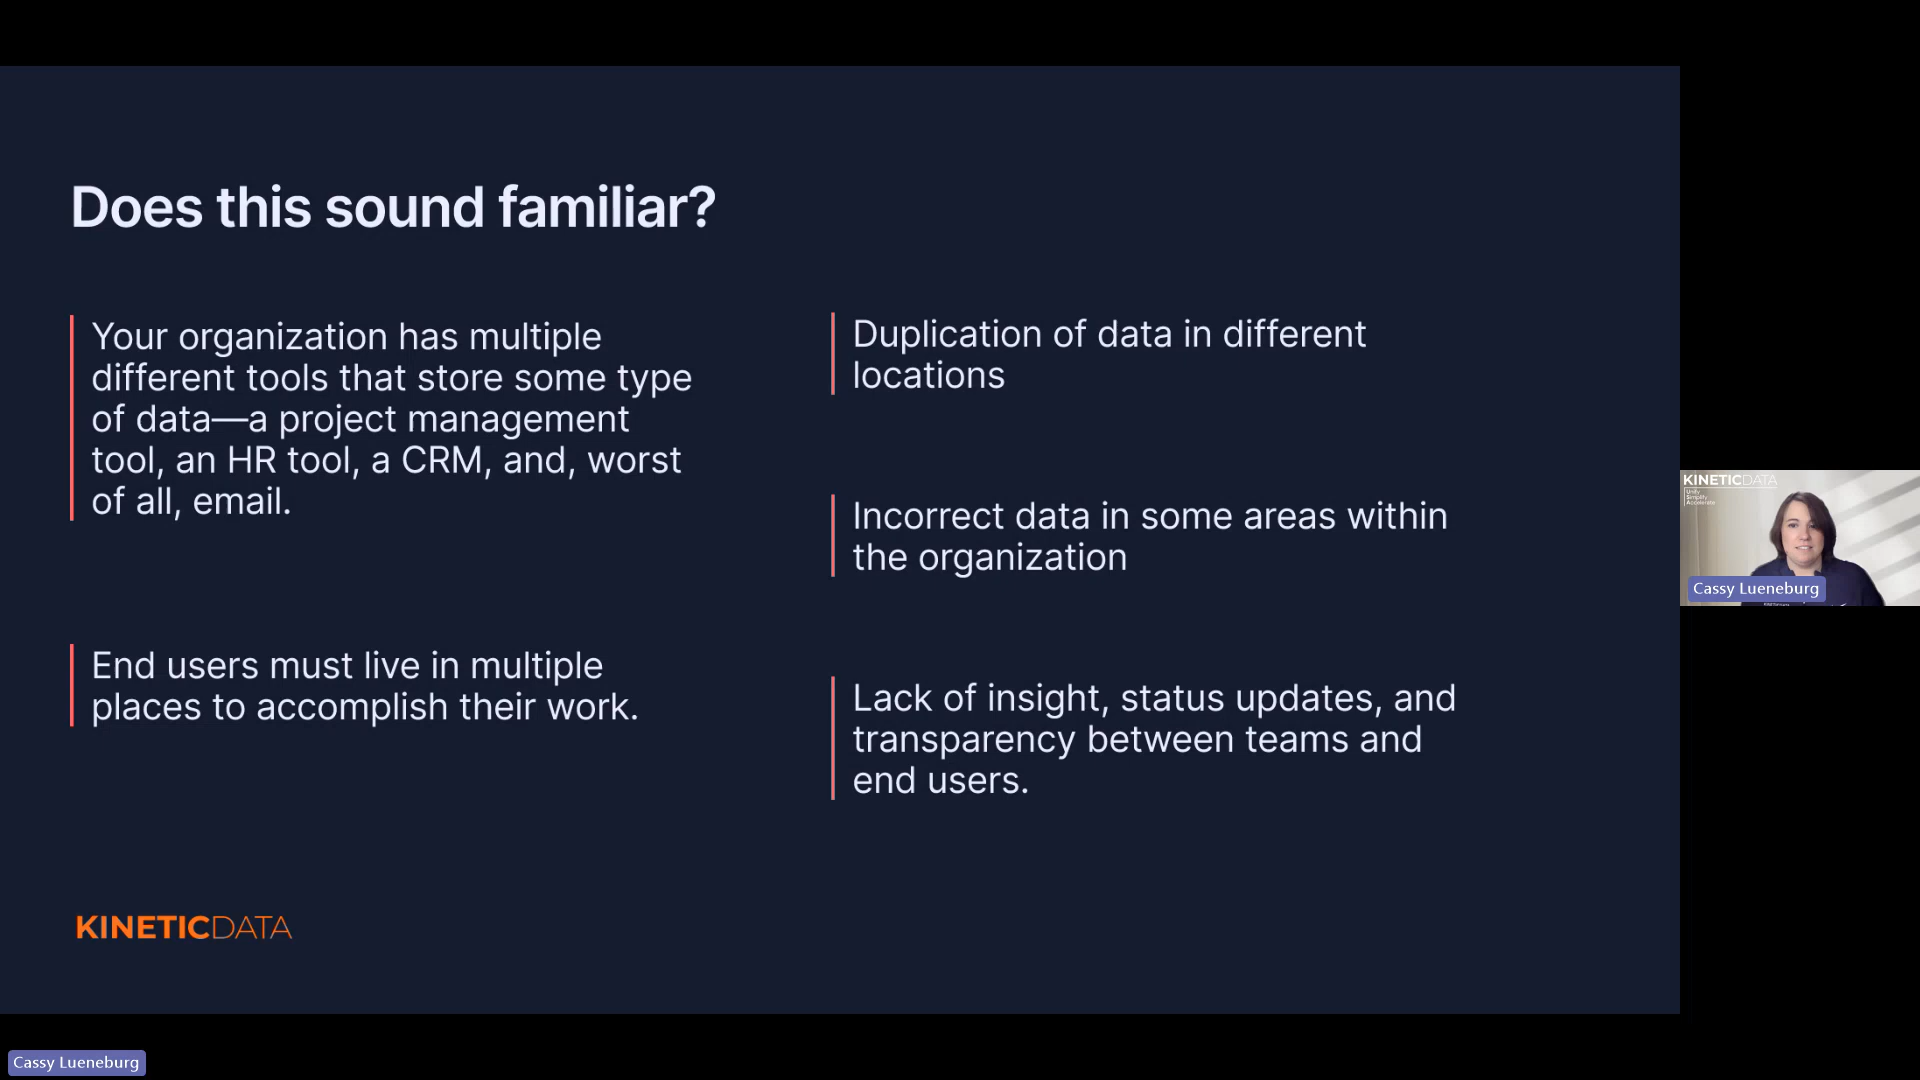 Does this sound familiar?
Your organization has multiple
different tools that store some type
of data—a project management
tool, an HR tool, a CRM, and, worst
of all, email.
End users must live in multiple
places to accomplish their work.
Duplication of data in different
locations
Incorrect data in some areas within
the organization
Lack of insight, status updates, and
transparency between teams and
end users.
KINETICDATA
KINETICDATA
Unify
Simplify
Accelerate
Cassy Lueneburg
Cassy Lueneburg